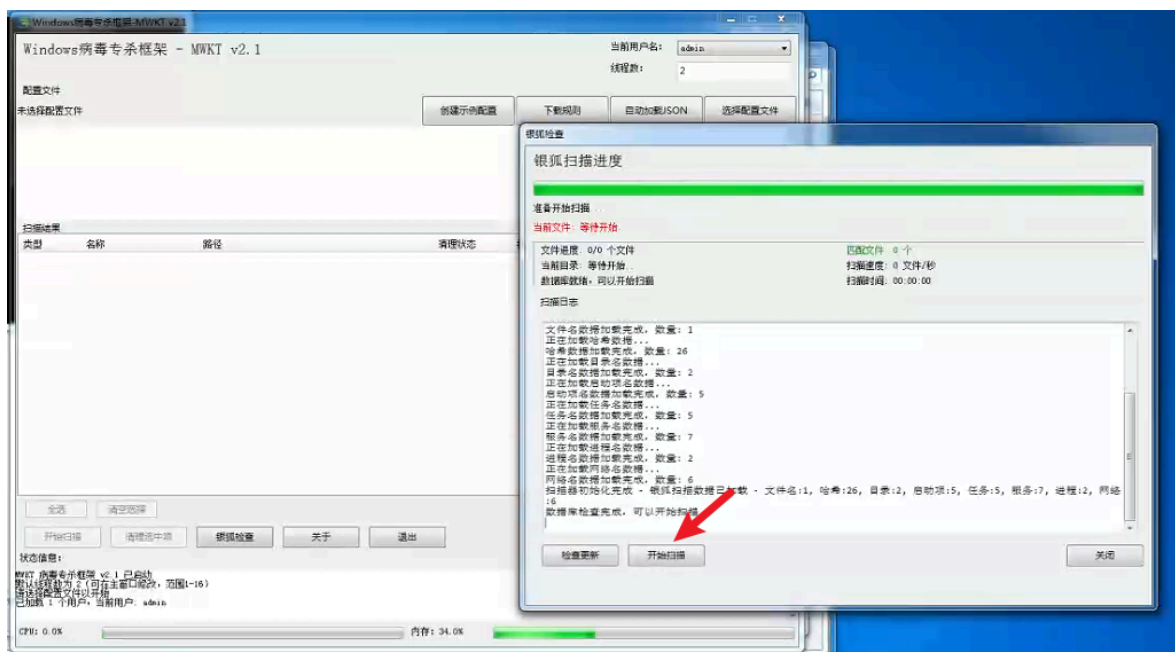 Windows病毒专杀框架-MWKT v2.1
Windows病毒专杀框架 - MWKT v2.1
当前用户名: admin
线程数: 2
配置文件
未选择配置文件
创建示例配置 下载规则 自动加载JSON 选择配置文件
扫描结果
类型 名称 路径 清理状态
全选 清空选择
开始扫描 清理选中项 银狐检查 关于 退出
状态信息:
MWKT 病毒专杀框架 v2.1 已启动
默认线程数为 2 (可在主窗口修改, 范围1-16)
请选择配置文件以开始
已加载 1 个用户, 当前用户: admin
CPU: 0.0% 内存: 34.0%
银狐检查
银狐扫描进度
准备开始扫描...
当前文件: 等待开始...
文件进度: 0/0 个文件 匹配文件: 0 个
当前目录: 等待开始... 扫描速度: 0 文件/秒
数据库就绪, 可以开始扫描 扫描时间: 00:00:00
扫描日志
文件名数据加载完成, 数量: 1
正在加载哈希数据...
哈希数据加载完成, 数量: 26
正在加载目录名数据...
目录名数据加载完成, 数量: 2
正在加载启动项名数据...
启动项名数据加载完成, 数量: 5
正在加载任务名数据...
任务名数据加载完成, 数量: 5
正在加载服务名数据...
服务名数据加载完成, 数量: 7
正在加载进程名数据...
进程名数据加载完成, 数量: 2
正在加载网络名数据...
网络名数据加载完成, 数量: 6
扫描器初始化完成 - 银狐扫描数据已加载 - 文件名:1, 哈希:26, 目录:2, 启动项:5, 任务:5, 服务:7, 进程:2, 网络
:6
数据库检查完成, 可以开始扫描
检查更新 开始扫描 关闭